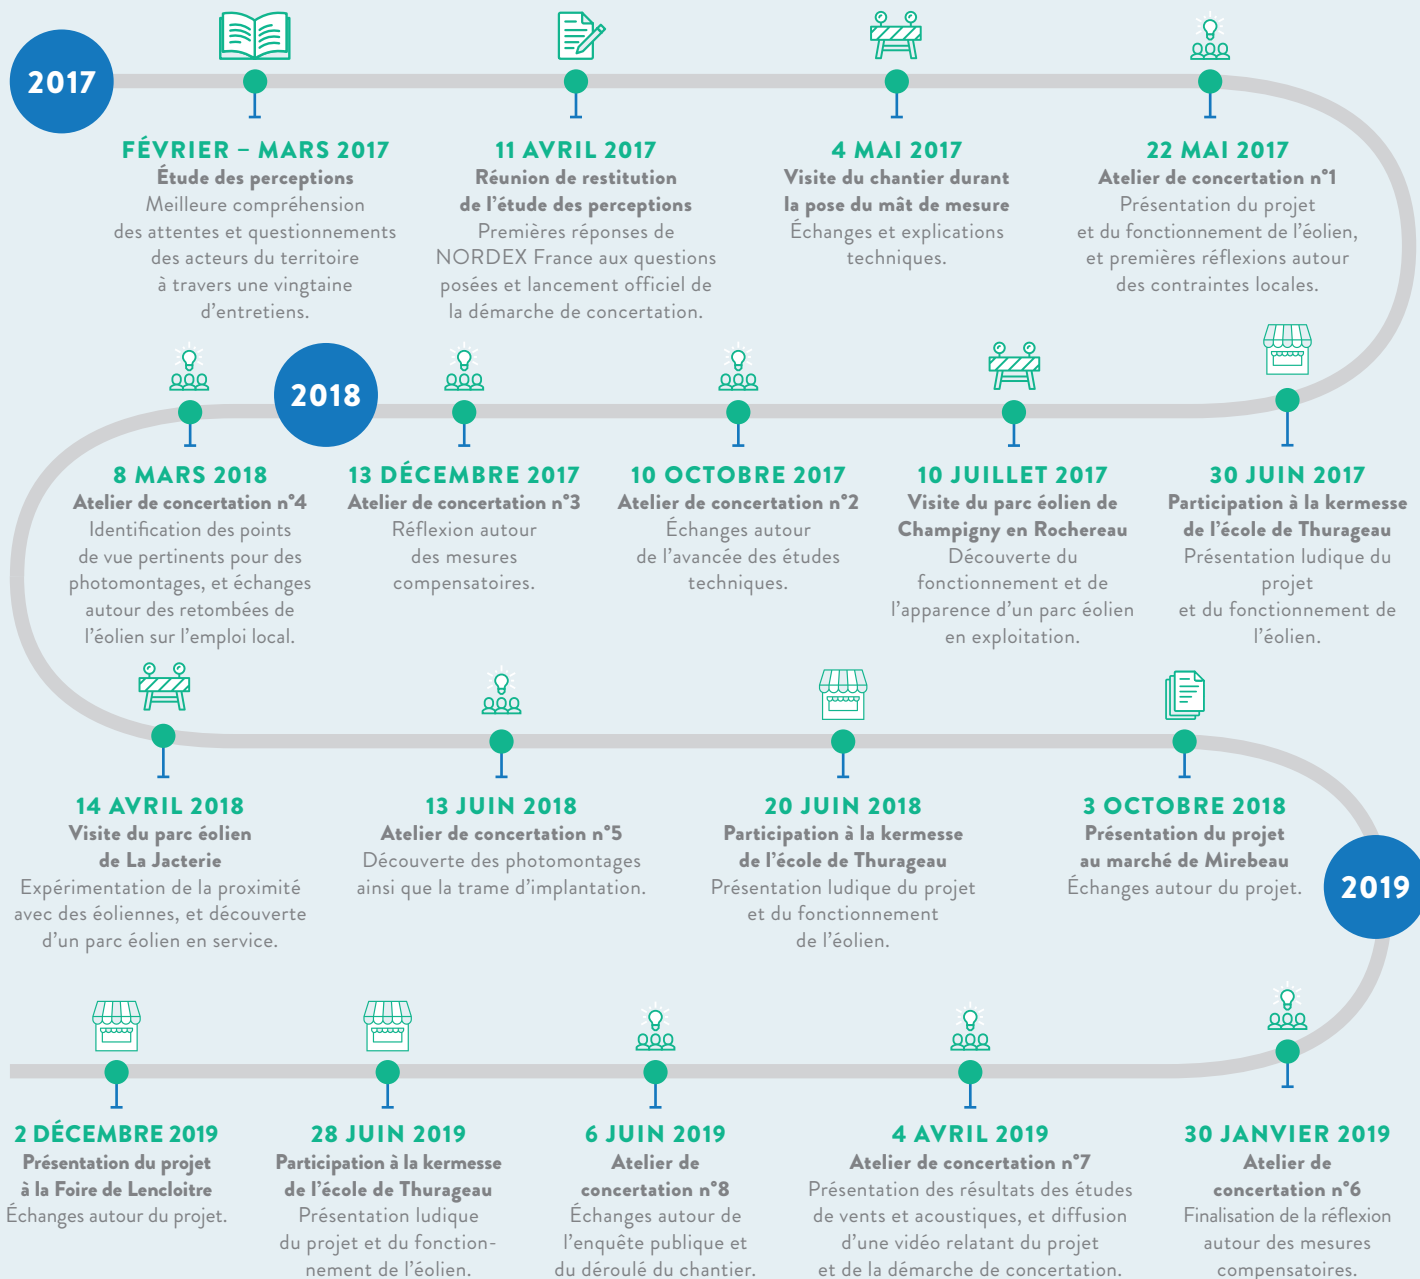 2017
FÉVRIER – MARS 2017
Étude des perceptions
Meilleure compréhension
des attentes et questionnements
des acteurs du territoire
à travers une vingtaine
d’entretiens.
11 AVRIL 2017
Réunion de restitution
de l’étude des perceptions
Premières réponses de
NORDEX France aux questions
posées et lancement officiel de
la démarche de concertation.
4 MAI 2017
Visite du chantier durant
la pose du mât de mesure
Échanges et explications
techniques.
22 MAI 2017
Atelier de concertation n°1
Présentation du projet
et du fonctionnement de l’éolien,
et premières réflexions autour
des contraintes locales.
30 JUIN 2017
Participation à la kermesse
de l’école de Thurageau
Présentation ludique du
projet
et du fonctionnement de
l’éolien.
10 JUILLET 2017
Visite du parc éolien de
Champigny en Rochereau
Découverte du
fonctionnement et de
l’apparence d’un parc éolien
en exploitation.
10 OCTOBRE 2017
Atelier de concertation n°2
Échanges autour
de l’avancée des études
techniques.
13 DÉCEMBRE 2017
Atelier de concertation n°3
Réflexion autour
des mesures
compensatoires.
2018
8 MARS 2018
Atelier de concertation n°4
Identification des points
de vue pertinents pour des
photomontages, et échanges
autour des retombées de
l’éolien sur l’emploi local.
14 AVRIL 2018
Visite du parc éolien
de La Jacterie
Expérimentation de la proximité
avec des éoliennes, et découverte
d’un parc éolien en service.
13 JUIN 2018
Atelier de concertation n°5
Découverte des photomontages
ainsi que la trame d’implantation.
20 JUIN 2018
Participation à la kermesse
de l’école de Thurageau
Présentation ludique du projet
et du fonctionnement
de l’éolien.
3 OCTOBRE 2018
Présentation du projet
au marché de Mirebeau
Échanges autour du projet.
2019
30 JANVIER 2019
Atelier de
concertation n°6
Finalisation de la réflexion
autour des mesures
compensatoires.
4 AVRIL 2019
Atelier de concertation n°7
Présentation des résultats des études
de vents et acoustiques, et diffusion
d’une vidéo relatant du projet
et de la démarche de concertation.
6 JUIN 2019
Atelier de
concertation n°8
Échanges autour de
l’enquête publique et
du déroulé du chantier.
28 JUIN 2019
Participation à la kermesse
de l’école de Thurageau
Présentation ludique
du projet et du fonction-
nement de l’éolien.
2 DÉCEMBRE 2019
Présentation du projet
à la Foire de Lencloitre
Échanges autour du projet.